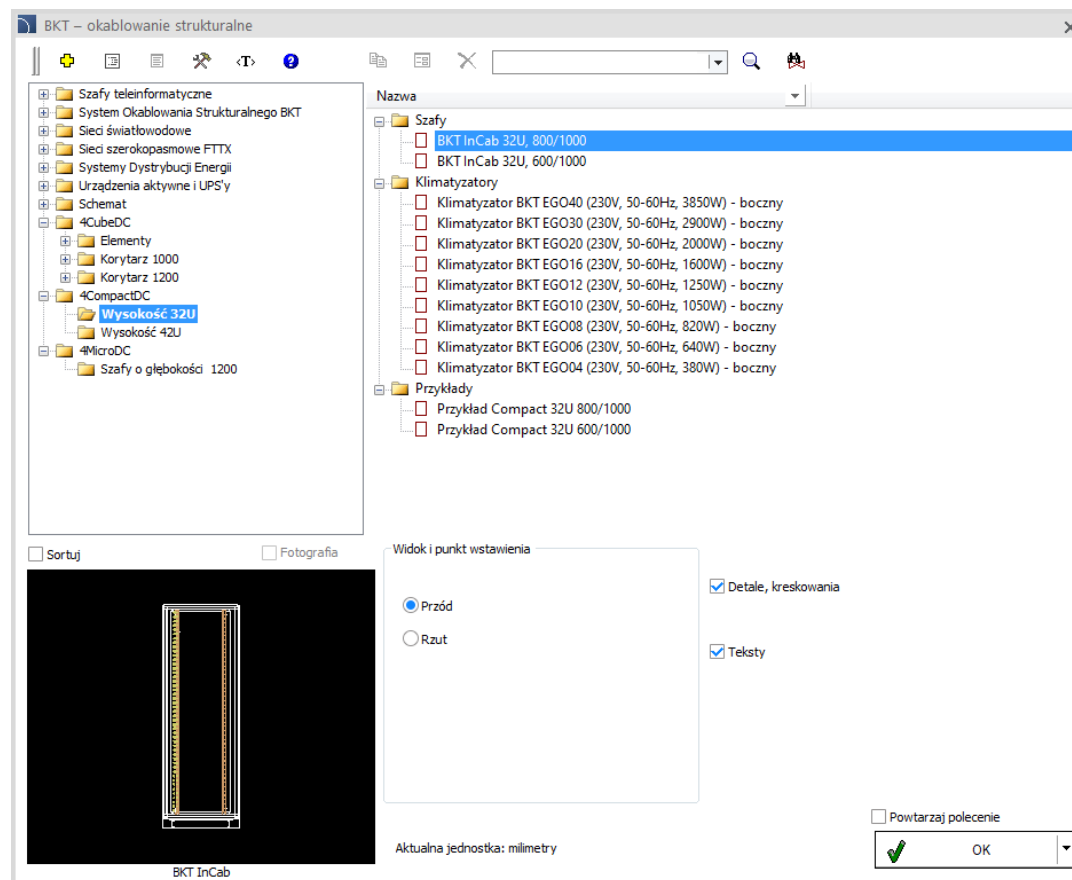 BKT – okablowanie strukturalne
<T>
Szafy teleinformatyczne
System Okablowania Strukturalnego BKT
Sieci światłowodowe
Sieci szerokopasmowe FTTX
Systemy Dystrybucji Energii
Urządzenia aktywne i UPS'y
Schemat
4CubeDC
Elementy
Korytarz 1000
Korytarz 1200
4CompactDC
Wysokość 32U
Wysokość 42U
4MicroDC
Szafy o głębokości 1200
Nazwa
Szafy
BKT InCab 32U, 800/1000
BKT InCab 32U, 600/1000
Klimatyzatory
Klimatyzator BKT EGO40 (230V, 50-60Hz, 3850W) - boczny
Klimatyzator BKT EGO30 (230V, 50-60Hz, 2900W) - boczny
Klimatyzator BKT EGO20 (230V, 50-60Hz, 2000W) - boczny
Klimatyzator BKT EGO16 (230V, 50-60Hz, 1600W) - boczny
Klimatyzator BKT EGO12 (230V, 50-60Hz, 1250W) - boczny
Klimatyzator BKT EGO10 (230V, 50-60Hz, 1050W) - boczny
Klimatyzator BKT EGO08 (230V, 50-60Hz, 820W) - boczny
Klimatyzator BKT EGO06 (230V, 50-60Hz, 640W) - boczny
Klimatyzator BKT EGO04 (230V, 50-60Hz, 380W) - boczny
Przykłady
Przykład Compact 32U 800/1000
Przykład Compact 32U 600/1000
Sortuj
Fotografia
BKT InCab
Widok i punkt wstawienia
Przód
Rzut
Detale, kreskowania
Teksty
Aktualna jednostka: milimetry
Powtarzaj polecenie
OK